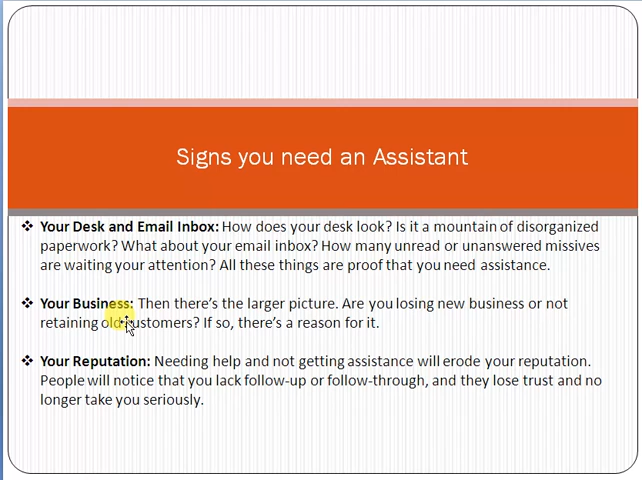 Signs you need an Assistant
❖ Your Desk and Email Inbox: How does your desk look? Is it a mountain of disorganized
paperwork? What about your email inbox? How many unread or unanswered missives
are waiting your attention? All these things are proof that you need assistance.
❖ Your Business: Then there's the larger picture. Are you losing new business or not
retaining old customers? If so, there's a reason for it.
❖ Your Reputation: Needing help and not getting assistance will erode your reputation.
People will notice that you lack follow-up or follow-through, and they lose trust and no
longer take you seriously.